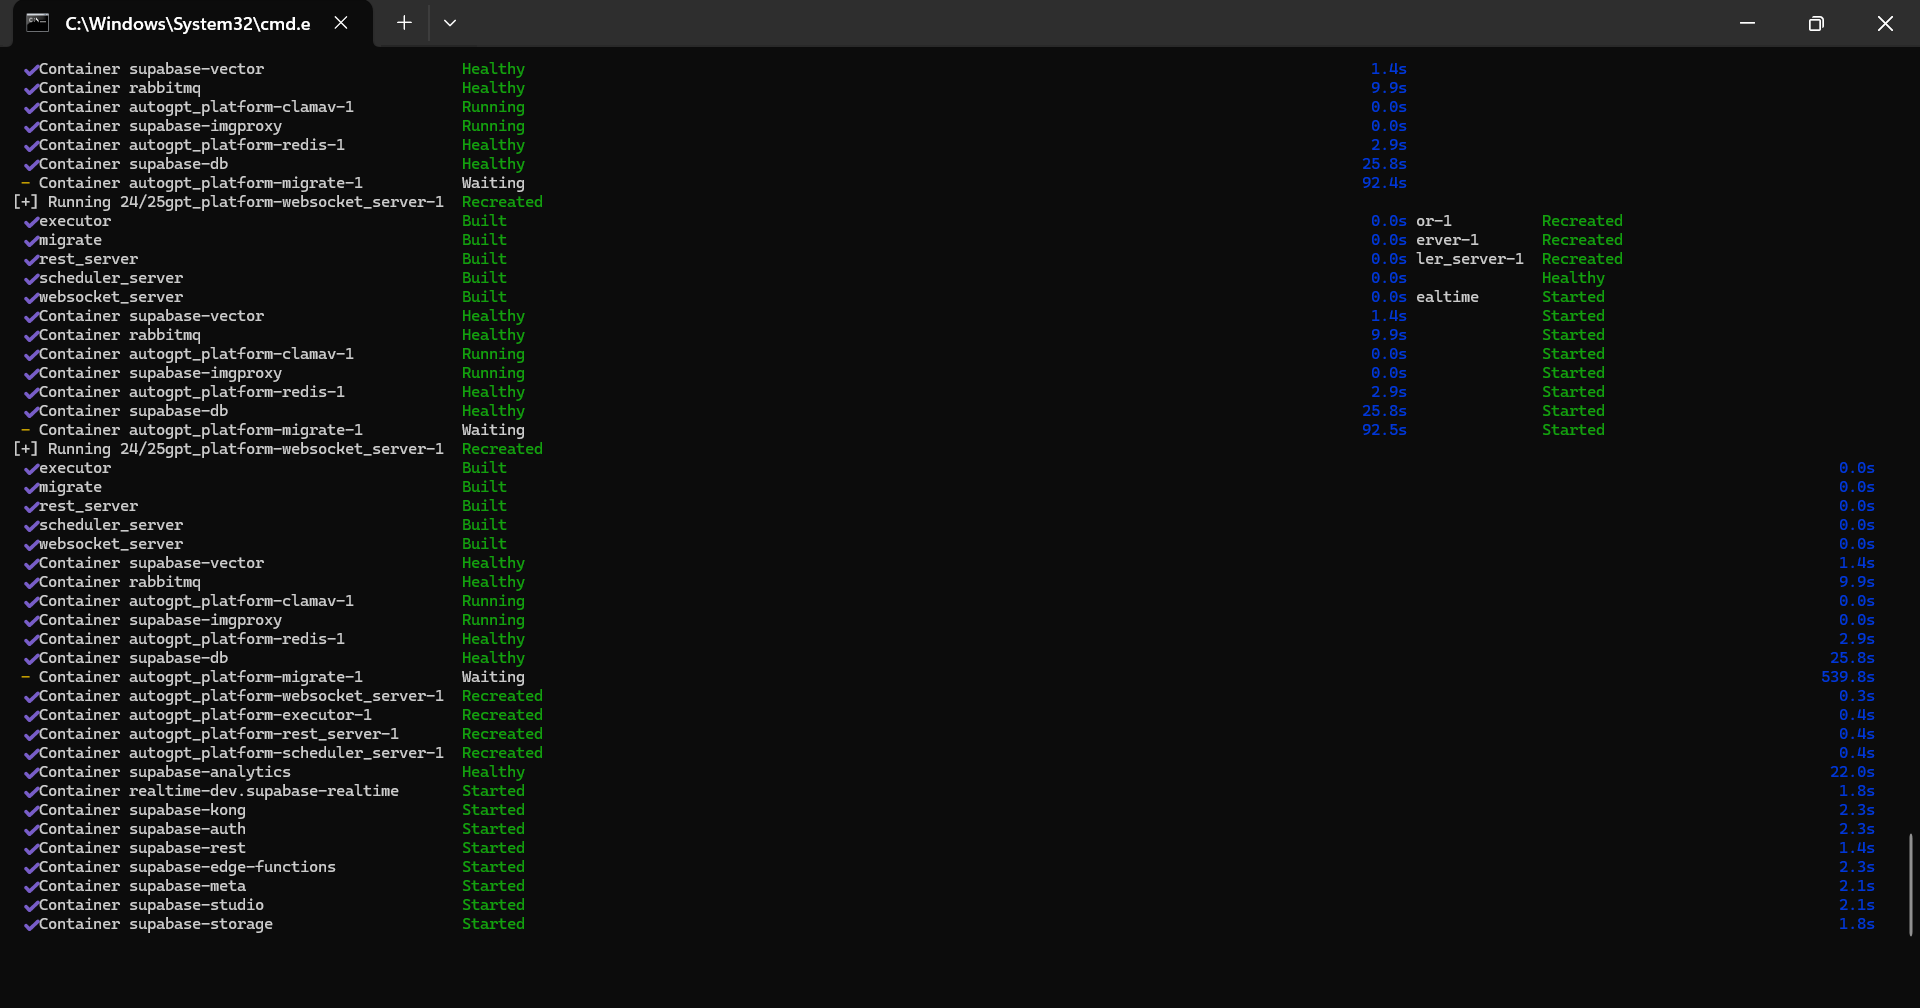 C:\Windows\System32\cmd.e
✔Container supabase-vector Healthy 1.4s
✔Container rabbitmq Healthy 9.9s
✔Container autogpt_platform-clamav-1 Running 0.0s
✔Container supabase-imgproxy Running 0.0s
✔Container autogpt_platform-redis-1 Healthy 2.9s
✔Container supabase-db Healthy 25.8s
- Container autogpt_platform-migrate-1 Waiting 92.4s
[+] Running 24/25gpt_platform-websocket_server-1 Recreated
✔executor Built 0.0s or-1 Recreated
✔migrate Built 0.0s erver-1 Recreated
✔rest_server Built 0.0s ler_server-1 Recreated
✔scheduler_server Built 0.0s Healthy
✔websocket_server Built 0.0s ealtime Started
✔Container supabase-vector Healthy 1.4s Started
✔Container rabbitmq Healthy 9.9s Started
✔Container autogpt_platform-clamav-1 Running 0.0s Started
✔Container supabase-imgproxy Running 0.0s Started
✔Container autogpt_platform-redis-1 Healthy 2.9s Started
✔Container supabase-db Healthy 25.8s Started
- Container autogpt_platform-migrate-1 Waiting 92.5s Started
[+] Running 24/25gpt_platform-websocket_server-1 Recreated
✔executor Built 0.0s
✔migrate Built 0.0s
✔rest_server Built 0.0s
✔scheduler_server Built 0.0s
✔websocket_server Built 0.0s
✔Container supabase-vector Healthy 1.4s
✔Container rabbitmq Healthy 9.9s
✔Container autogpt_platform-clamav-1 Running 0.0s
✔Container supabase-imgproxy Running 0.0s
✔Container autogpt_platform-redis-1 Healthy 2.9s
✔Container supabase-db Healthy 25.8s
- Container autogpt_platform-migrate-1 Waiting 539.8s
✔Container autogpt_platform-websocket_server-1 Recreated 0.3s
✔Container autogpt_platform-executor-1 Recreated 0.4s
✔Container autogpt_platform-rest_server-1 Recreated 0.4s
✔Container autogpt_platform-scheduler_server-1 Recreated 0.4s
✔Container supabase-analytics Healthy 22.0s
✔Container realtime-dev.supabase-realtime Started 1.8s
✔Container supabase-kong Started 2.3s
✔Container supabase-auth Started 2.3s
✔Container supabase-rest Started 1.4s
✔Container supabase-edge-functions Started 2.3s
✔Container supabase-meta Started 2.1s
✔Container supabase-studio Started 2.1s
✔Container supabase-storage Started 1.8s